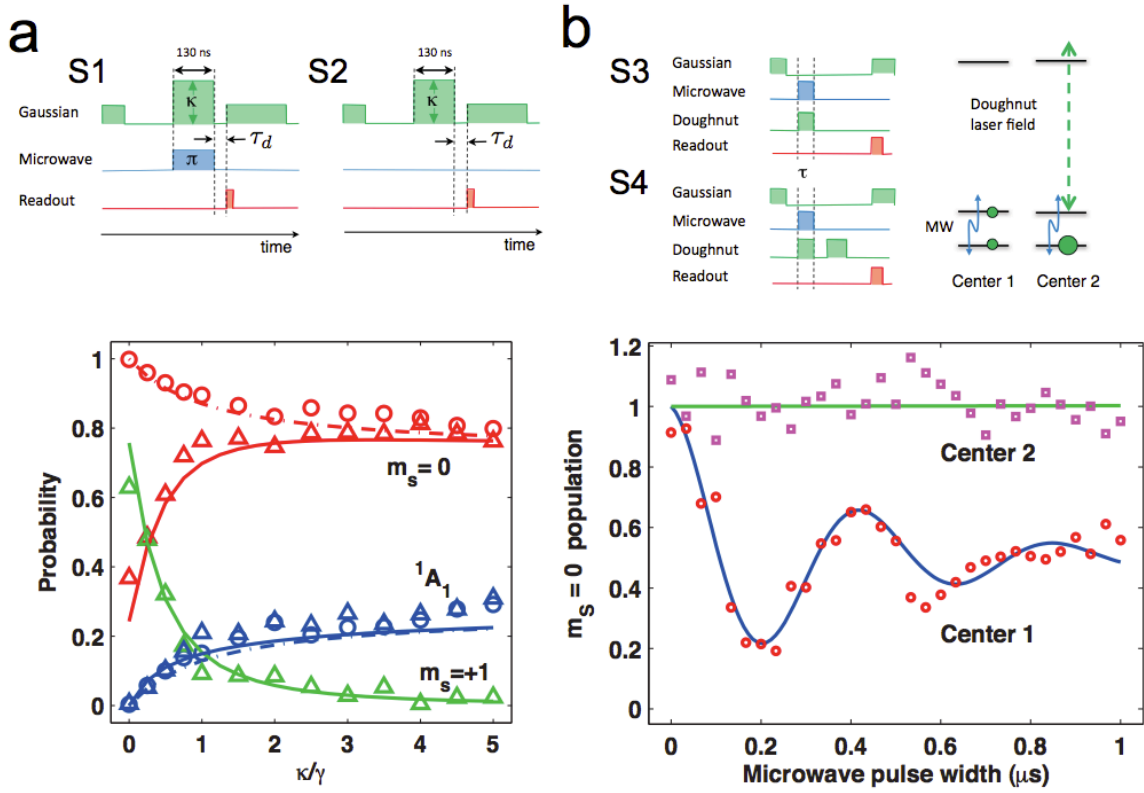 a
S1
130 ns
κ
Gaussian
τd
Microwave
π
Readout
time
S2
130 ns
κ
τd
time
Probability
1
0.8
0.6
0.4
0.2
0
ms= 0
1A1
ms=+1
0
1
2
3
4
5
κ/γ
b
S3
Gaussian
Microwave
Doughnut
Readout
τ
S4
Gaussian
Microwave
Doughnut
Readout
Doughnut
laser field
MW
Center 1
Center 2
ms = 0 population
1.2
1
0.8
0.6
0.4
0.2
0
Center 2
Center 1
0
0.2
0.4
0.6
0.8
1
Microwave pulse width (μs)